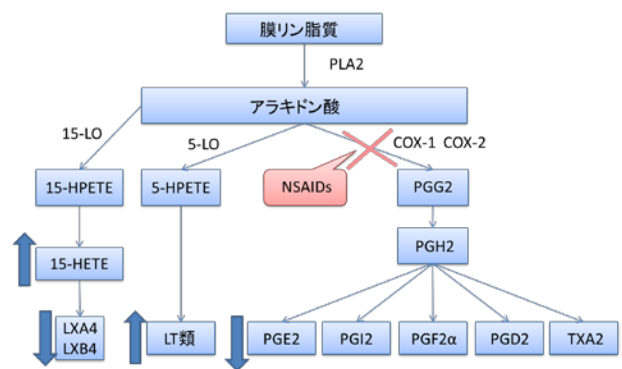 膜リン脂質
PLA2
アラキドン酸
15-LO
5-LO
COX-1 COX-2
NSAIDs
15-HPETE
5-HPETE
PGG2
15-HETE
PGH2
LXA4
LXB4
LT類
PGE2
PGI2
PGF2α
PGD2
TXA2